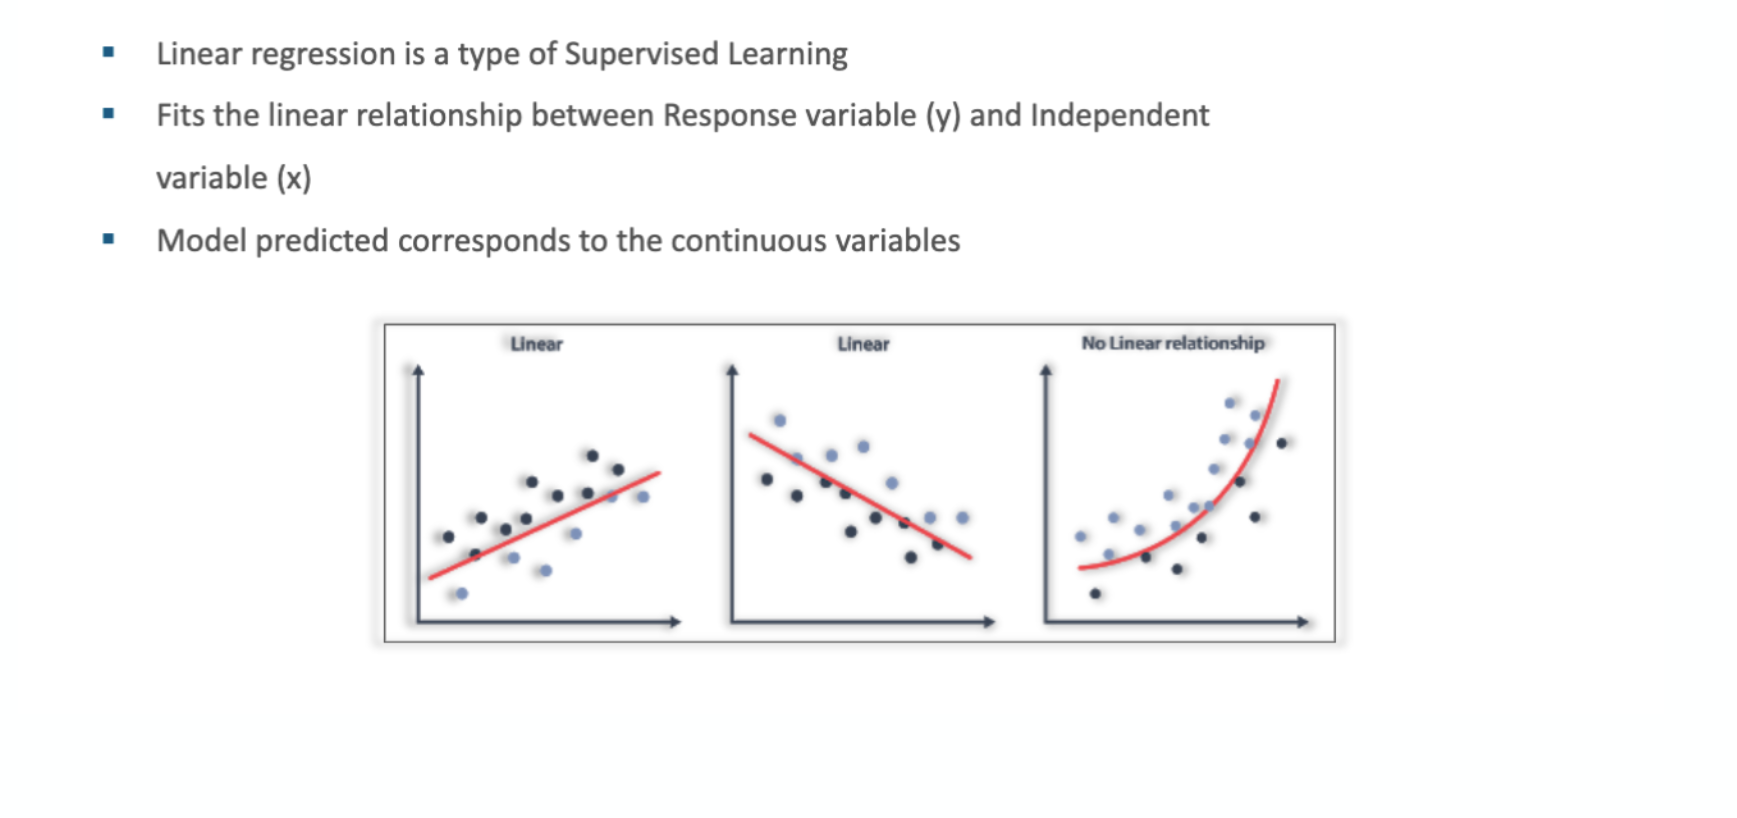 ▪ Linear regression is a type of Supervised Learning
▪ Fits the linear relationship between Response variable (y) and Independent
variable (x)
▪ Model predicted corresponds to the continuous variables
Linear
Linear
No Linear relationship